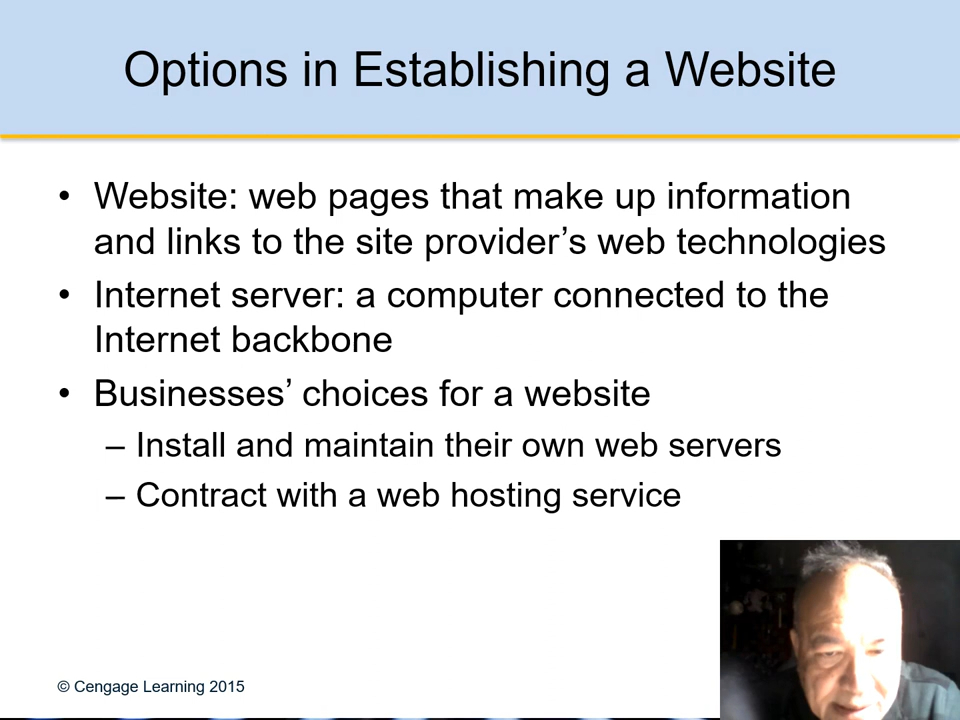 Options in Establishing a Website
• Website: web pages that make up information
and links to the site provider’s web technologies
• Internet server: a computer connected to the
Internet backbone
• Businesses’ choices for a website
– Install and maintain their own web servers
– Contract with a web hosting service
© Cengage Learning 2015